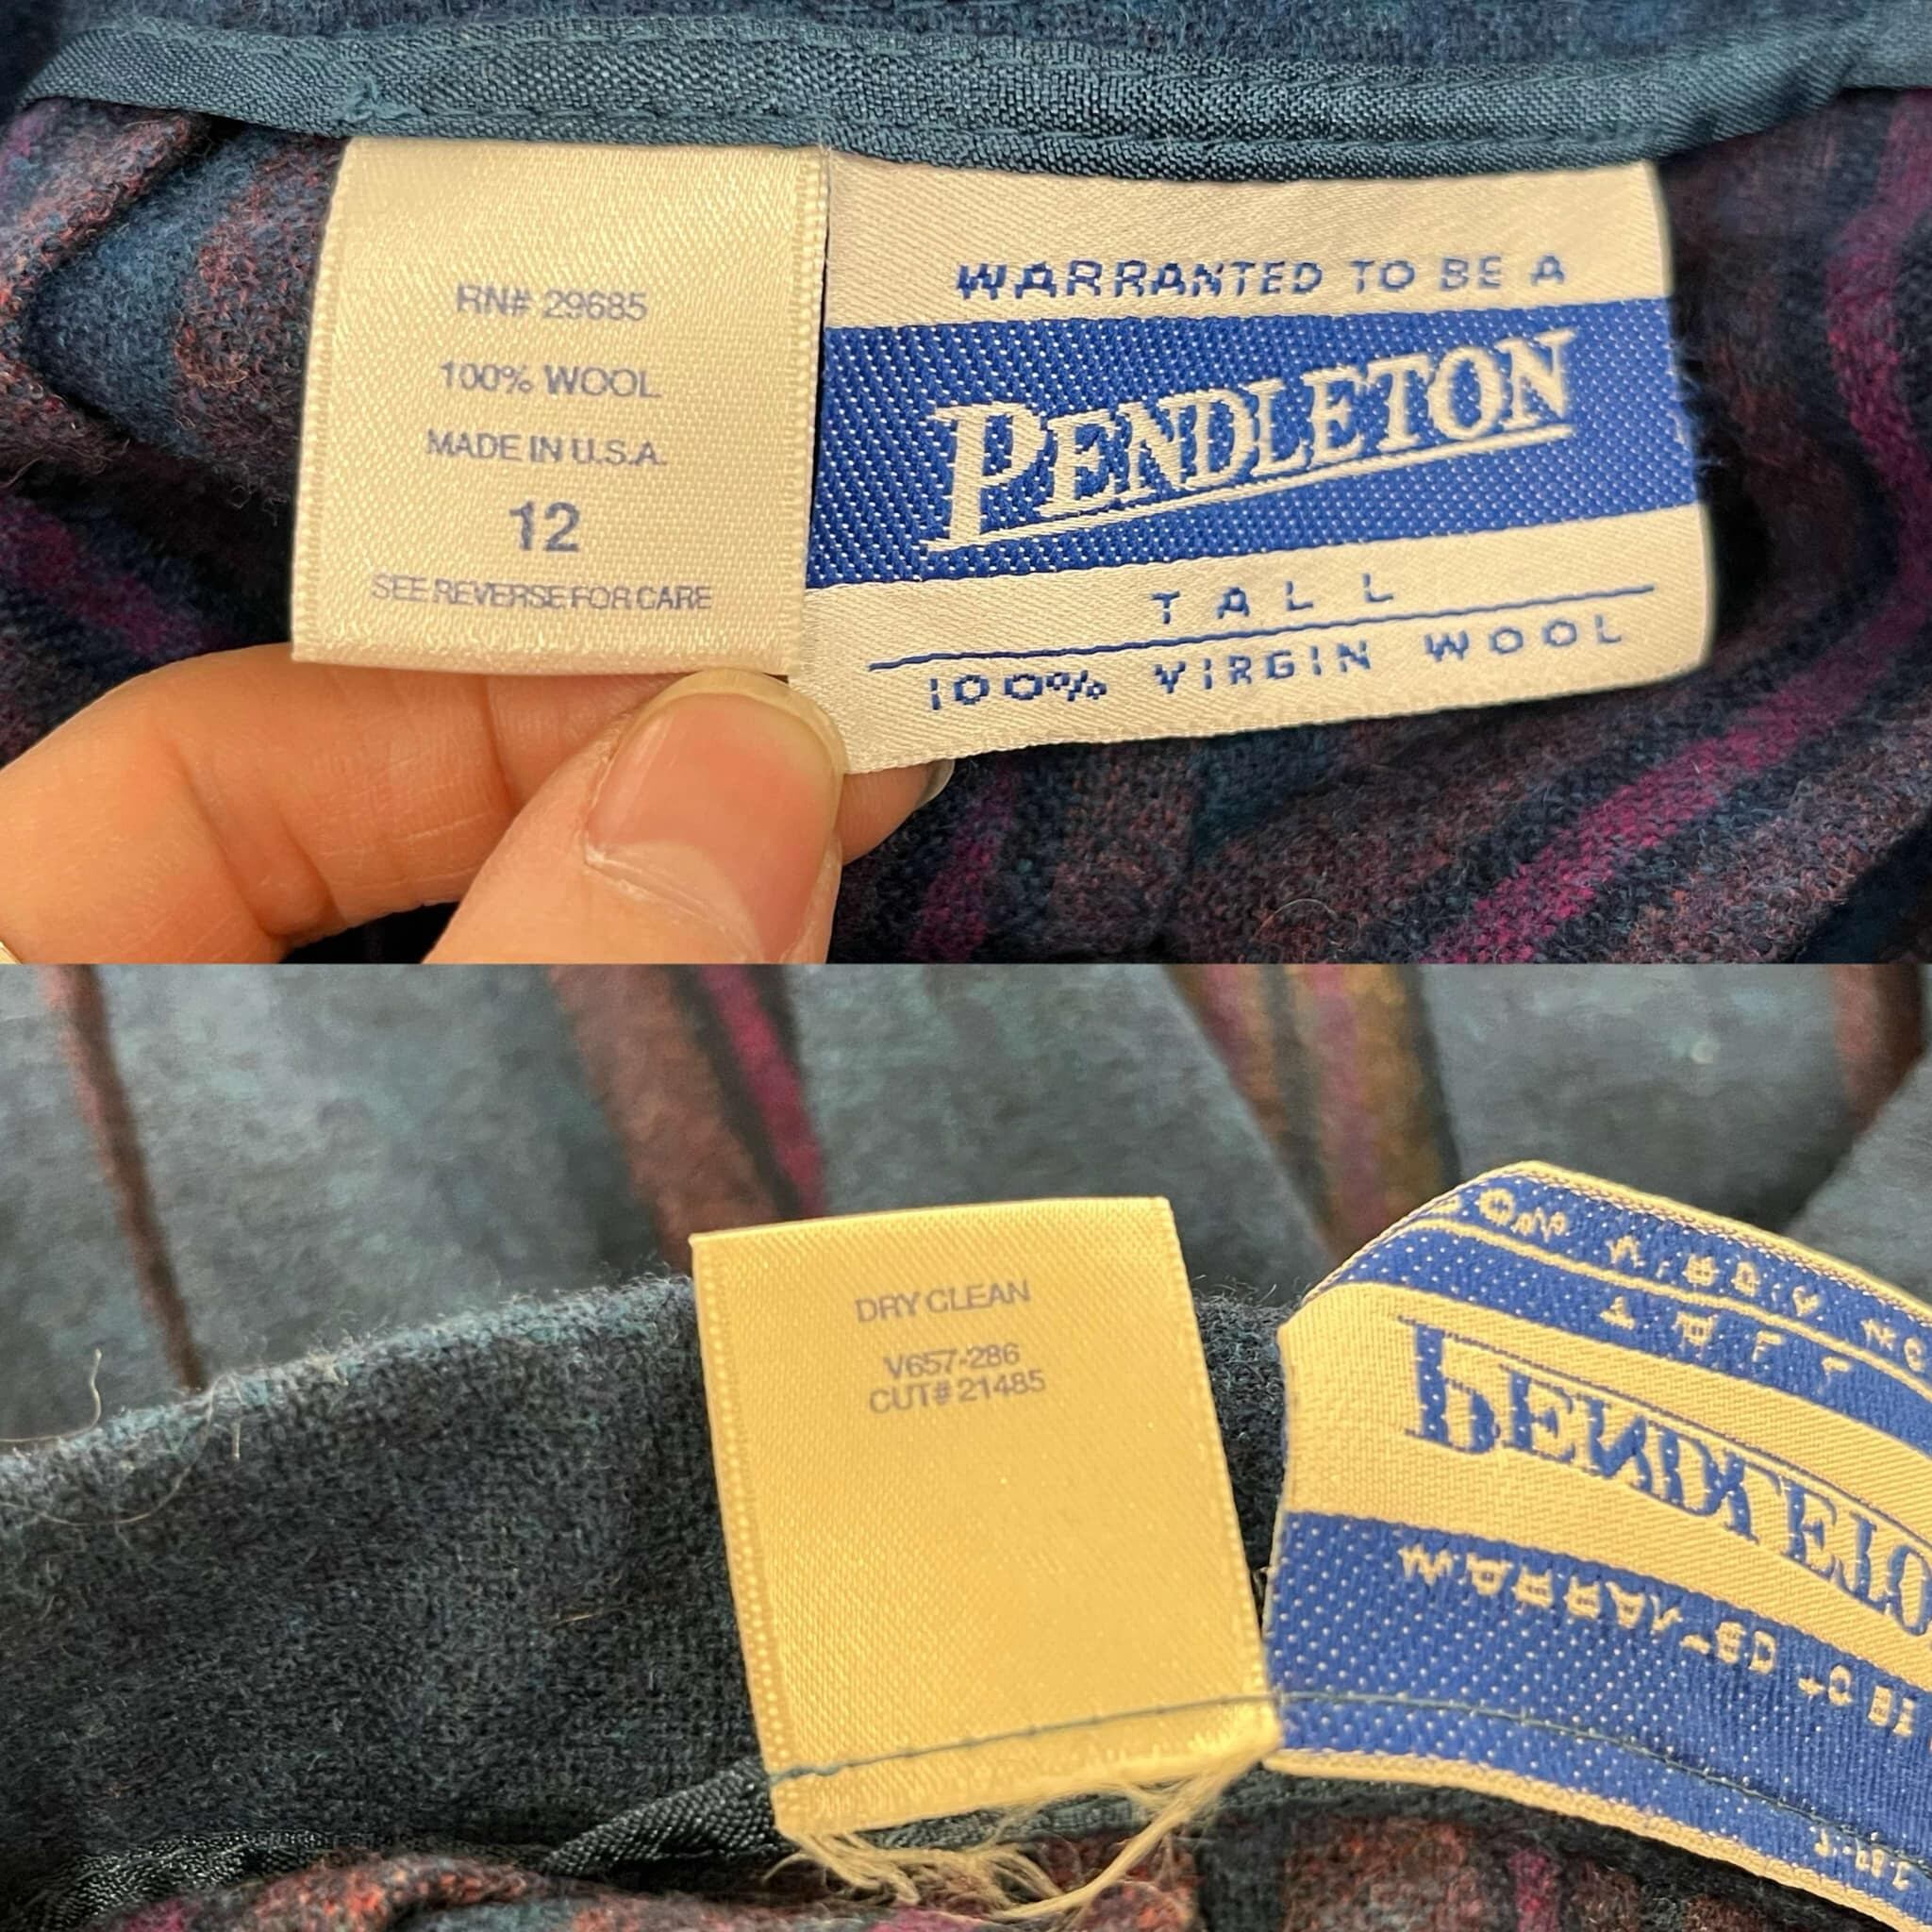 RN# 29685
100% WOOL
MADE IN U.S.A.
12
SEE REVERSE FOR CARE
WARRANTED TO BE A
PENDLETON
TALL
100% VIRGIN WOOL
DRY CLEAN
V657-286
CUT# 21485